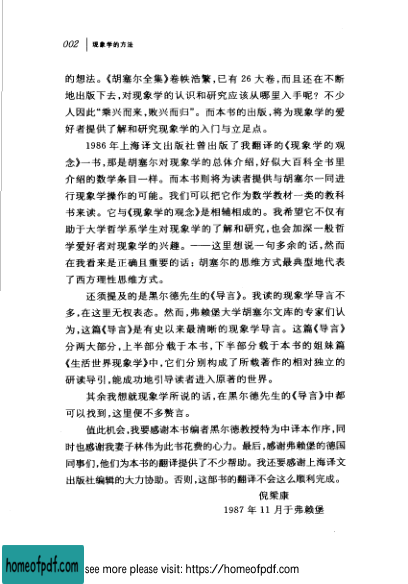 002 现象学的方法
的想法。《胡塞尔全集》卷帙浩繁,已有 26 大卷,而且还在不断
地出版下去,对现象学的认识和研究应该从哪里入手呢? 不少
人因此“乘兴而来,败兴而归”。而本书的出版,将为现象学的爱
好者提供了解和研究现象学的入门与立足点。
1986 年上海译文出版社曾出版了我翻译的《现象学的观
念》一书,那是胡塞尔对现象学的总体介绍,好似大百科全书里
介绍的数学条目一样。而本书则将为读者提供与胡塞尔一同进
行现象学操作的可能。我们可以把它作为数学教材一类的教科
书来读。它与《现象学的观念》是相辅相成的。我希望它不仅有
助于大学哲学系学生对现象学的了解和研究,也会加深一般哲
学爱好者对现象学的兴趣。——这里想说一句多余的话,然而
在我看来是正确且重要的话: 胡塞尔的思维方式最典型地代表
了西方理性思维方式。
还须提及的是黑尔德先生的《导言》。我读的现象学导言不
多,在这里无权表态。然而,弗赖堡大学胡塞尔文库的专家们认
为,这篇《导言》是有史以来最清晰的现象学导言。这篇《导言》
分两大部分,上半部分载于本书,下半部分载于本书的姐妹篇
《生活世界现象学》中,它们分别构成了所载著作的相对独立的
研读导引,能成功地引导读者进入原著的世界。
其余我想就现象学所说的话,在黑尔德先生的《导言》中都
可以找到,这里便不多赘言。
值此机会,我要感谢本书编者黑尔德教授特为中译本作序,同
时也感谢我妻子林伟为此书花费的心力。最后,感谢弗赖堡的德国
同事们,他们为本书的翻译提供了不少帮助。我还要感谢上海译文
出版社编辑的大力协助。否则,这部书的翻译不会这么顺利完成。
倪梁康
1987 年 11 月于弗赖堡
homeofpdf.com
see more please visit: https://homeofpdf.com